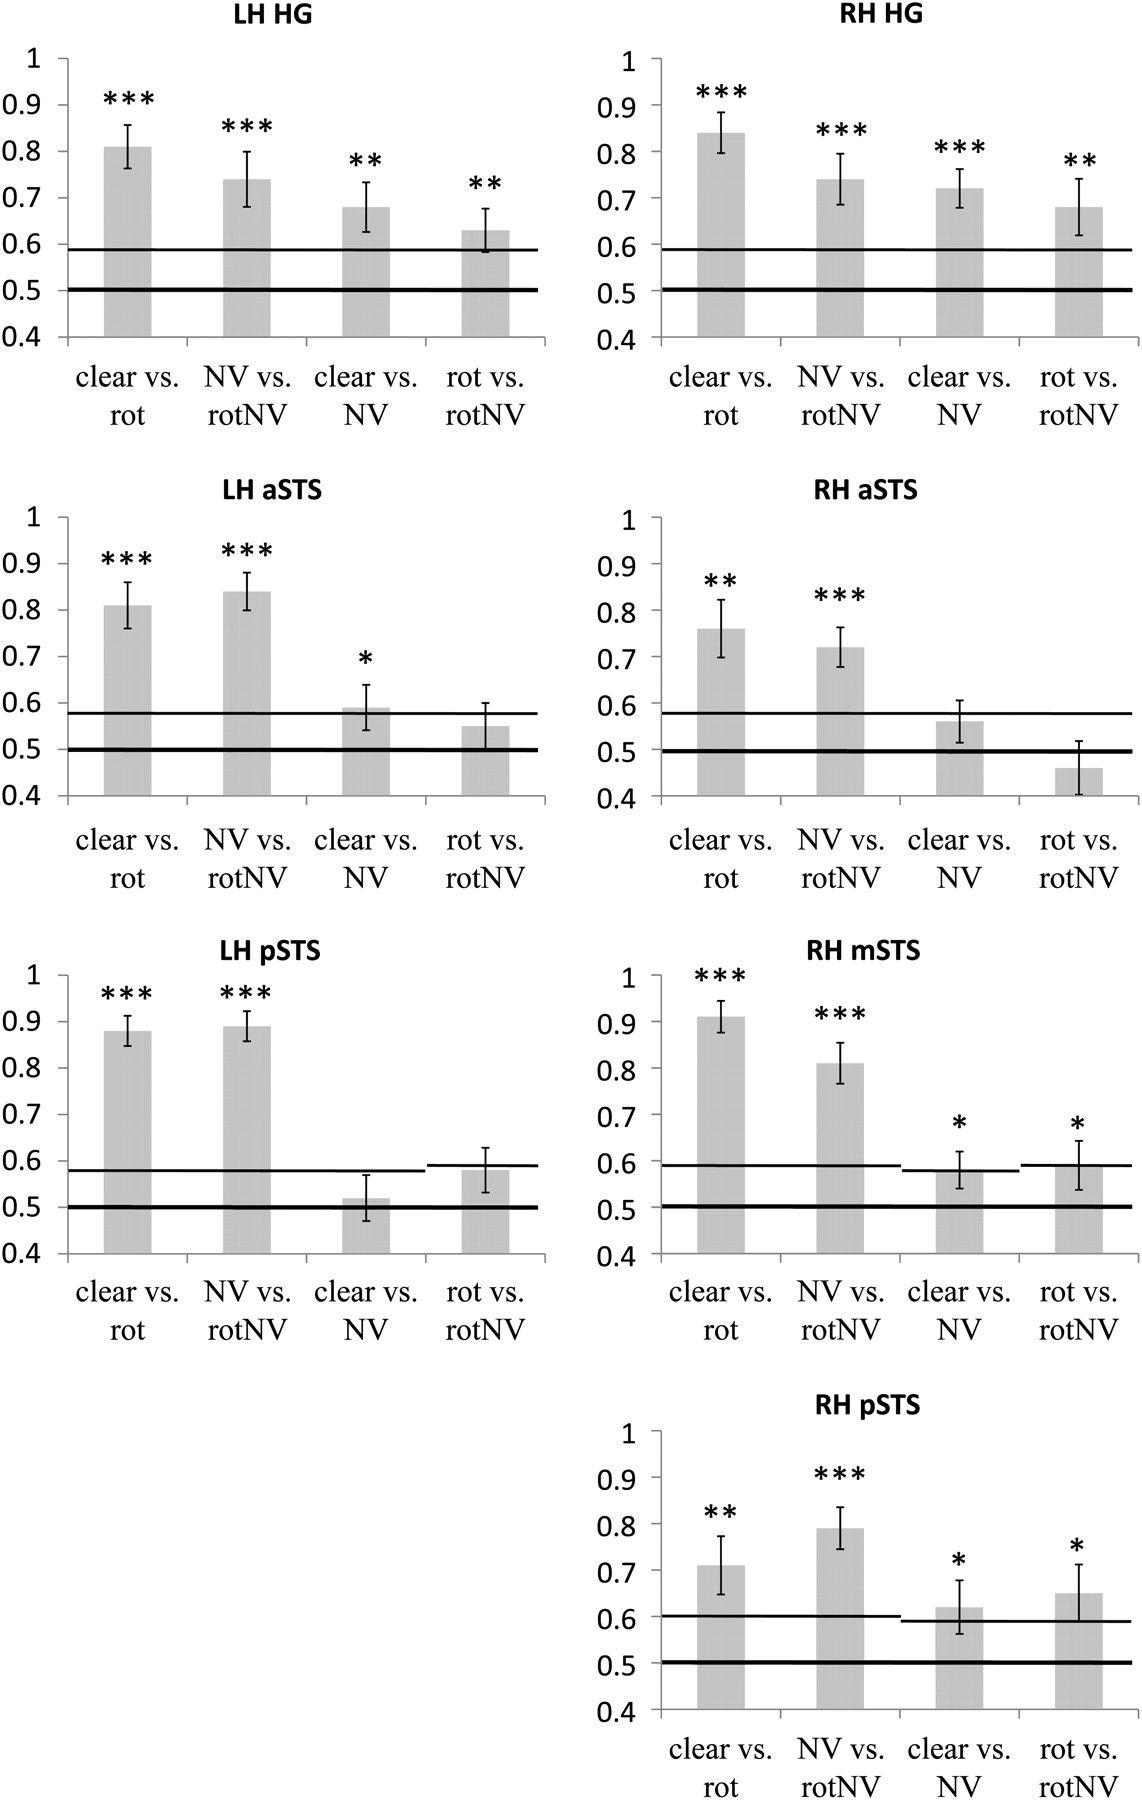 LH HG
1
0.9
0.8
0.7
0.6
0.5
0.4
***
***
**
**
clear vs. rot
NV vs. rotNV
clear vs. NV
rot vs. rotNV
RH HG
1
0.9
0.8
0.7
0.6
0.5
0.4
***
***
***
**
clear vs. rot
NV vs. rotNV
clear vs. NV
rot vs. rotNV
LH aSTS
1
0.9
0.8
0.7
0.6
0.5
0.4
***
***
*
clear vs. rot
NV vs. rotNV
clear vs. NV
rot vs. rotNV
RH aSTS
1
0.9
0.8
0.7
0.6
0.5
0.4
**
***
clear vs. rot
NV vs. rotNV
clear vs. NV
rot vs. rotNV
LH pSTS
1
0.9
0.8
0.7
0.6
0.5
0.4
***
***
clear vs. rot
NV vs. rotNV
clear vs. NV
rot vs. rotNV
RH mSTS
1
0.9
0.8
0.7
0.6
0.5
0.4
***
***
*
*
clear vs. rot
NV vs. rotNV
clear vs. NV
rot vs. rotNV
RH pSTS
1
0.9
0.8
0.7
0.6
0.5
0.4
**
***
*
*
clear vs. rot
NV vs. rotNV
clear vs. NV
rot vs. rotNV